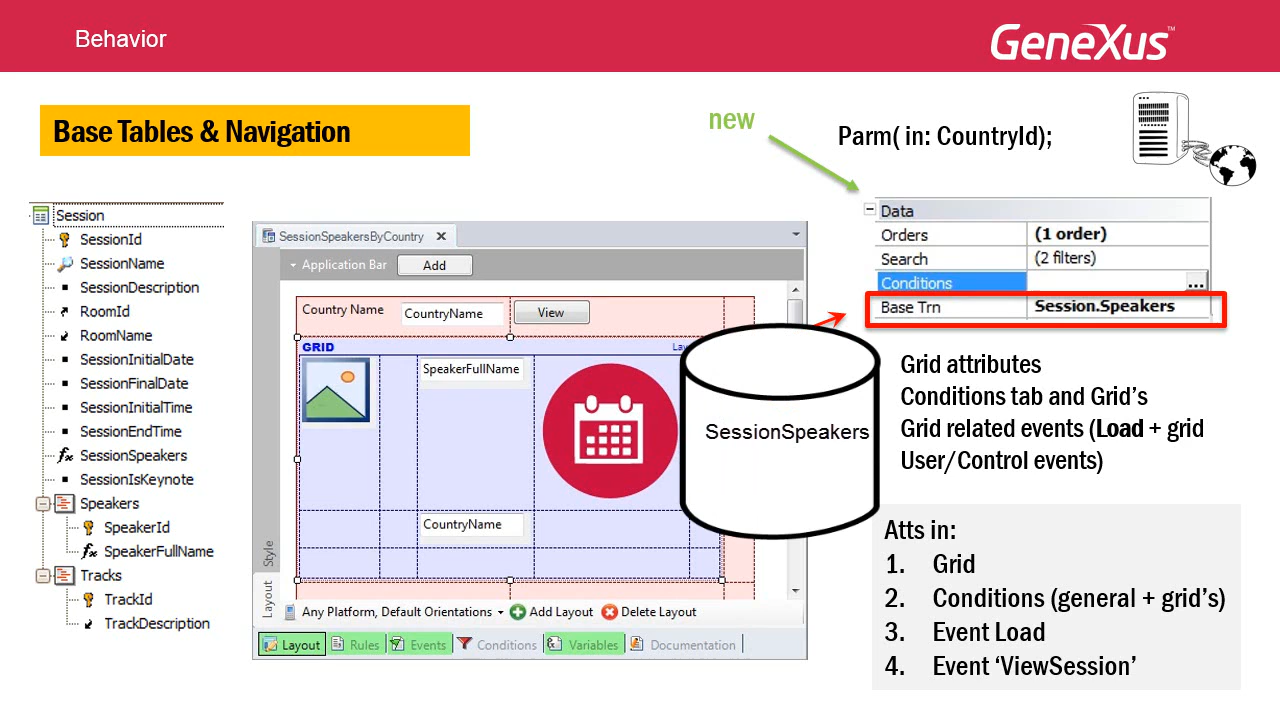 Behavior
GeneXus™
Base Tables & Navigation
new
Parm( in: CountryId);
Session
SessionId
SessionName
SessionDescription
RoomId
RoomName
SessionInitialDate
SessionFinalDate
SessionInitialTime
SessionEndTime
SessionSpeakers
SessionIsKeynote
Speakers
SpeakerId
SpeakerFullName
Tracks
TrackId
TrackDescription
SessionSpeakersByCountry
Application Bar
Add
Country Name
CountryName
View
GRID
SpeakerFullName
CountryName
Style
Layout
Any Platform, Default Orientations
Add Layout
Delete Layout
Layout
Rules
Events
Conditions
Variables
Documentation
SessionSpeakers
Data
Orders (1 order)
Search (2 filters)
Conditions ...
Base Trn Session.Speakers
Grid attributes
Conditions tab and Grid's
Grid related events (Load + grid
User/Control events)
Atts in:
1. Grid
2. Conditions (general + grid's)
3. Event Load
4. Event 'ViewSession'